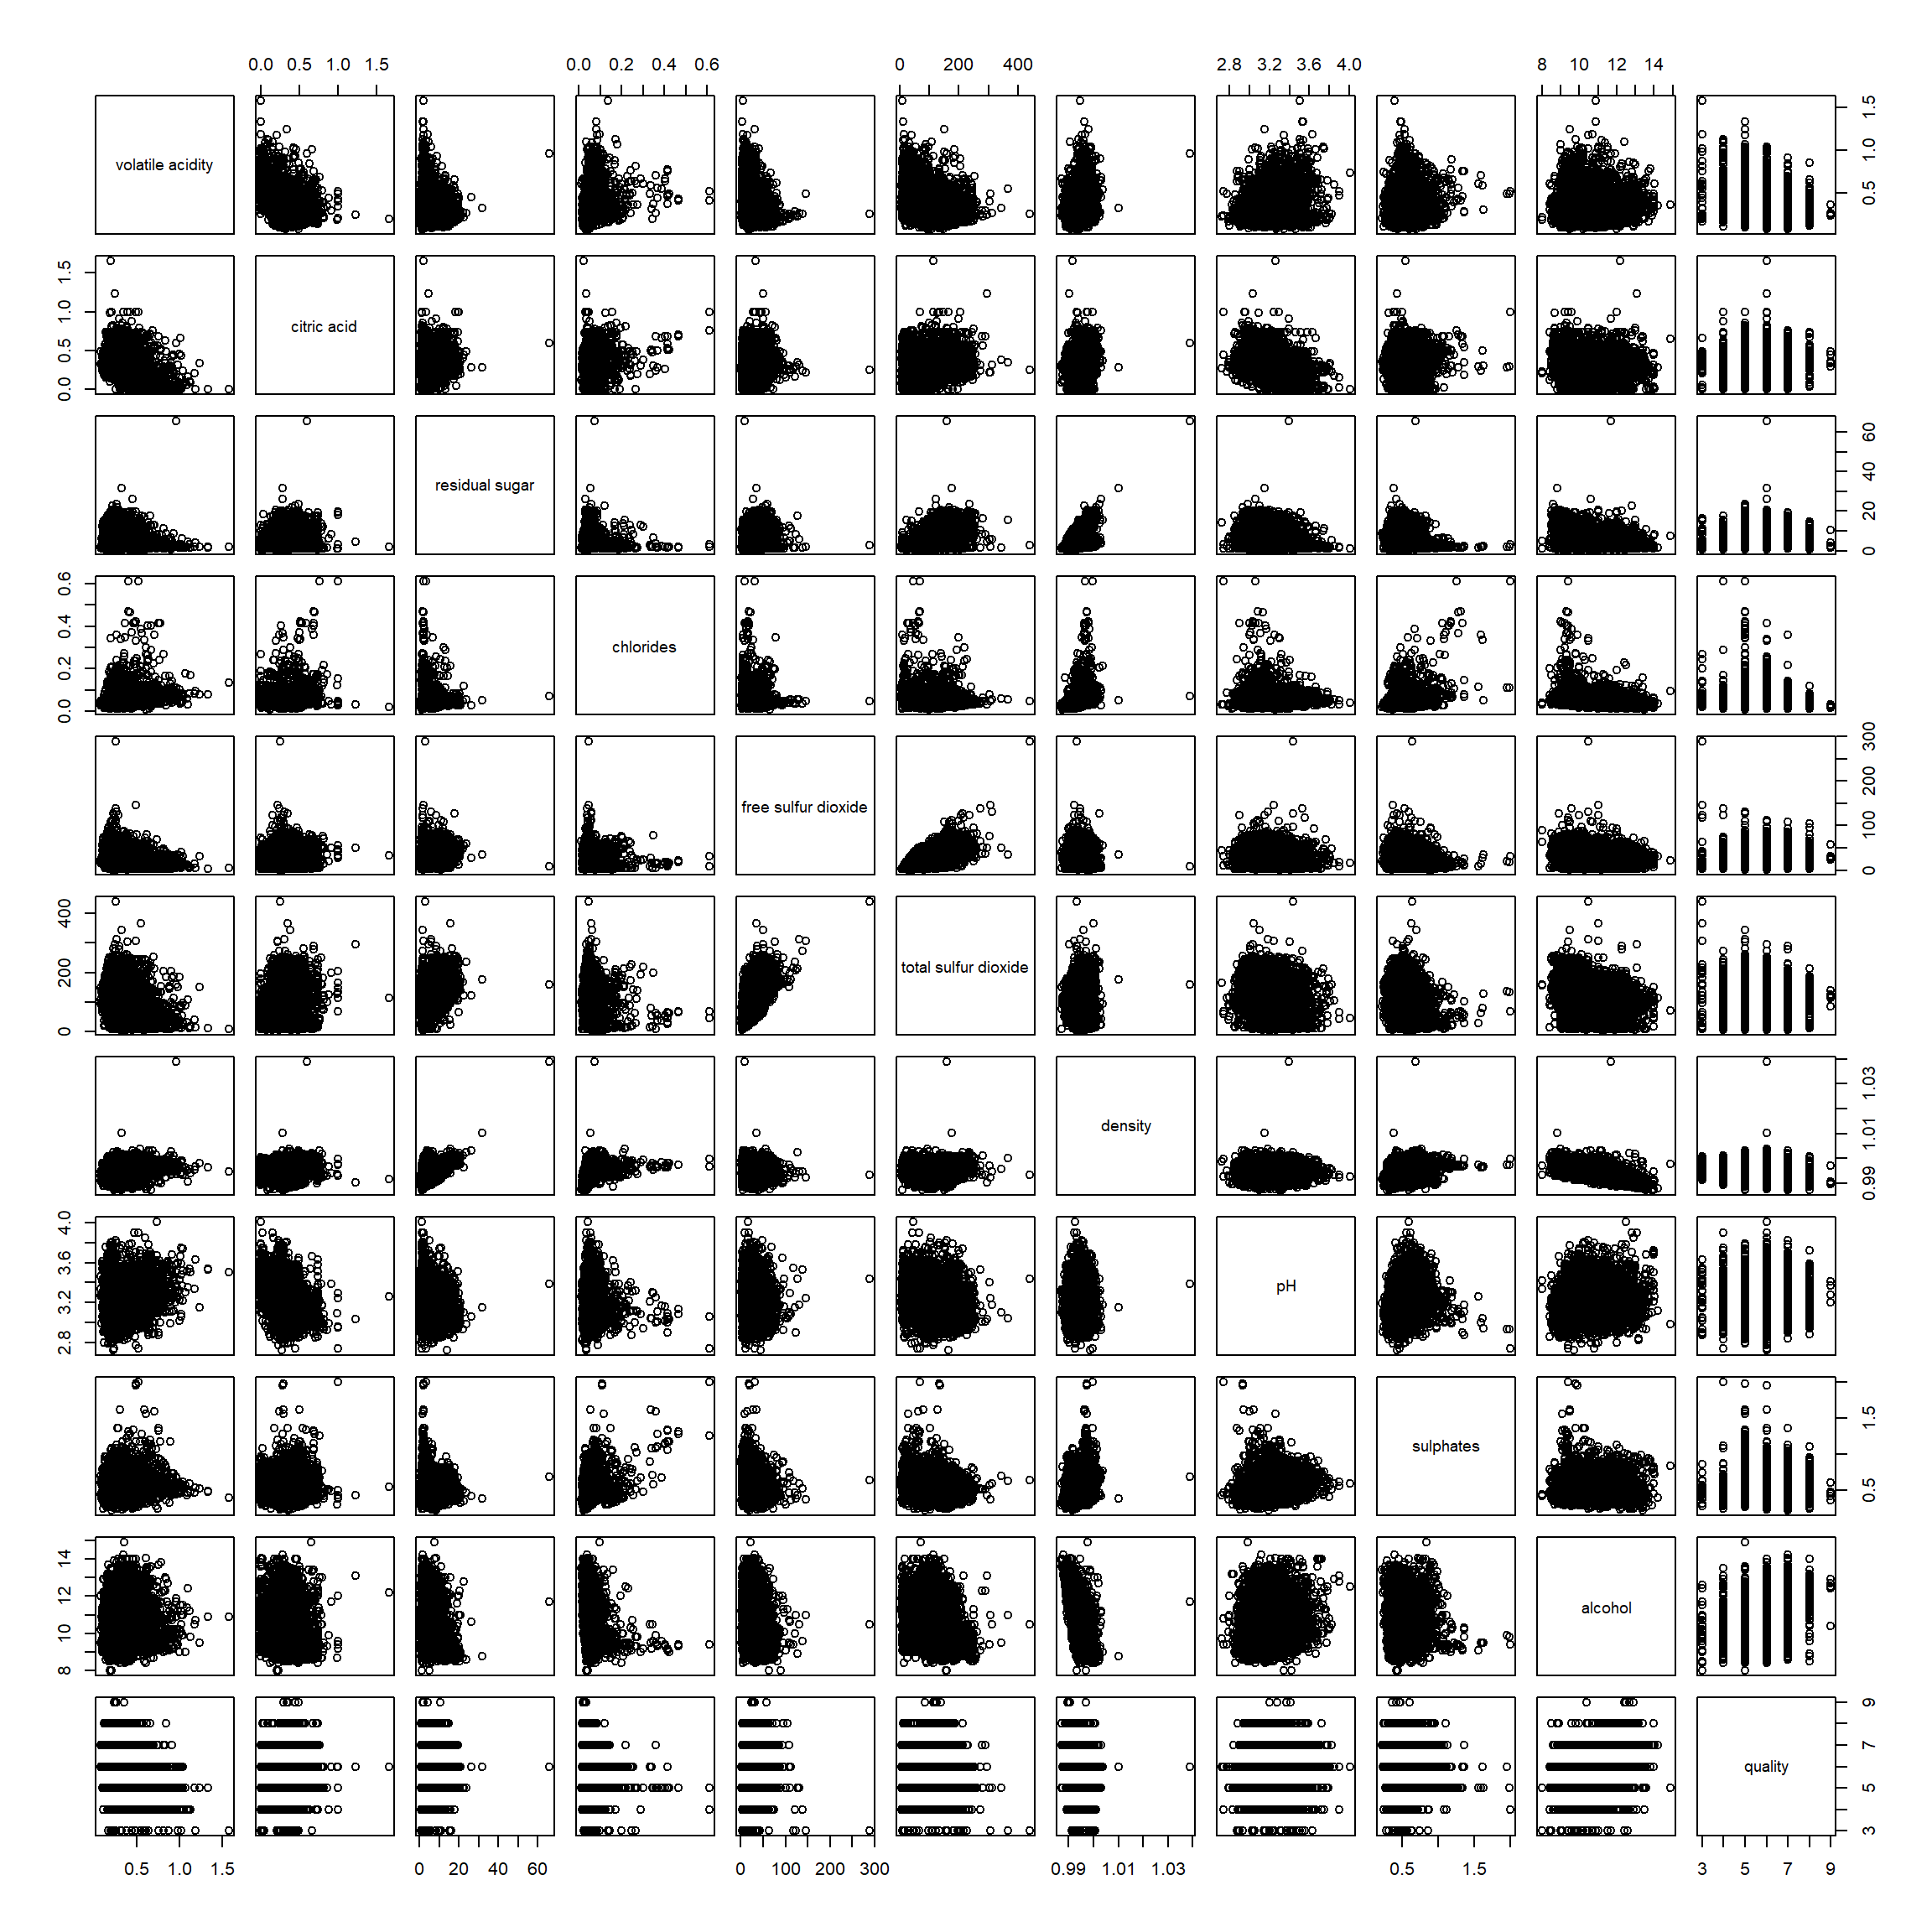 0.0 0.5 1.0 1.5 0.0 0.2 0.4 0.6 0 200 400 2.8 3.2 3.6 4.0 8 10 12 14
volatile acidity
0.5 1.0 1.5
0.0 0.5 1.0 1.5
citric acid
residual sugar
0 20 40 60
0.0 0.2 0.4 0.6
chlorides
free sulfur dioxide
0 100 200 300
0 200 400
total sulfur dioxide
density
0.99 1.01 1.03
2.8 3.2 3.6 4.0
pH
sulphates
0.5 1.5
8 10 12 14
alcohol
quality
3 5 7 9
0.5 1.0 1.5 0 20 40 60 0 100 200 300 0.99 1.01 1.03 0.5 1.5 3 5 7 9